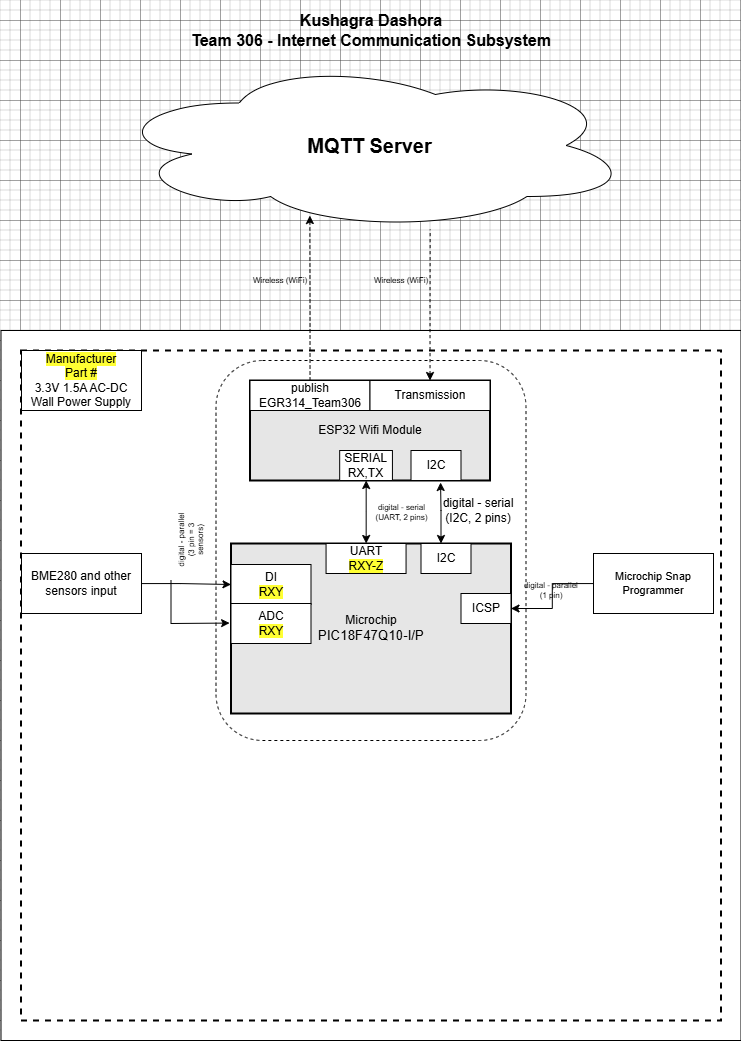 Kushagra Dashora
Team 306 - Internet Communication Subsystem
MQTT Server
Wireless (WiFi)
Wireless (WiFi)
Manufacturer
Part #
3.3V 1.5A AC-DC
Wall Power Supply
publish
EGR314_Team306
Transmission
ESP32 Wifi Module
SERIAL
RX,TX
I2C
digital - serial
(UART, 2 pins)
digital - serial
(I2C, 2 pins)
digital - parallel
(3 pin = 3
sensors)
UART
RXY-Z
I2C
BME280 and other
sensors input
DI
RXY
ADC
RXY
Microchip
PIC18F47Q10-I/P
ICSP
digital - parallel
(1 pin)
Microchip Snap
Programmer